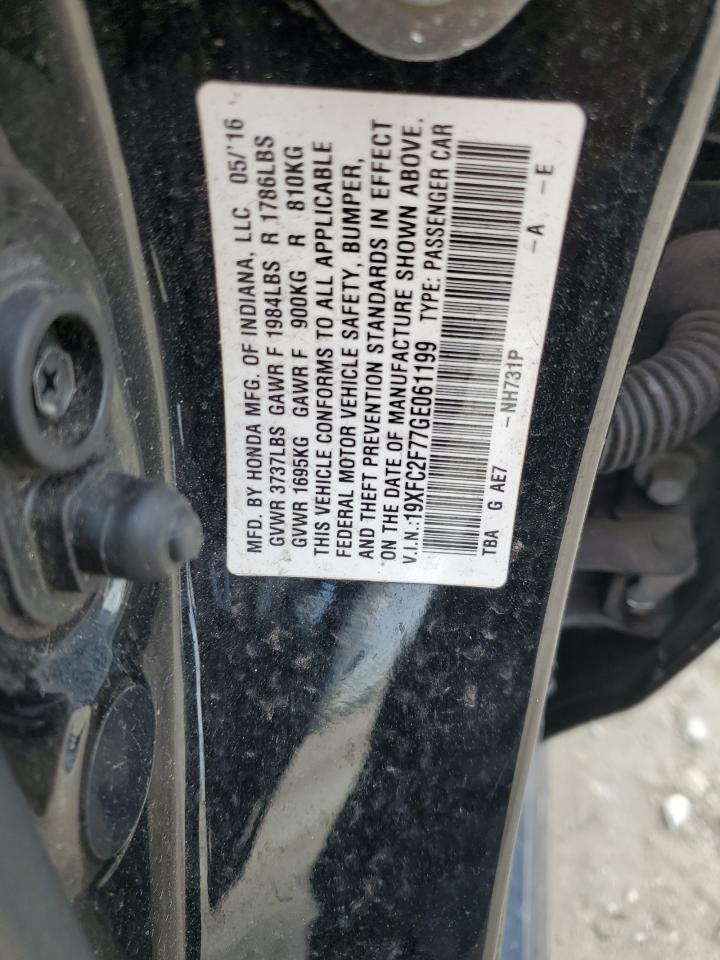 MFD. BY HONDA MFG. OF INDIANA, LLC 05/'16
GVWR 3737LBS GAWR F 1984LBS R 1786LBS
GVWR 1695KG GAWR F 900KG R 810KG
THIS VEHICLE CONFORMS TO ALL APPLICABLE
FEDERAL MOTOR VEHICLE SAFETY, BUMPER,
AND THEFT PREVENTION STANDARDS IN EFFECT
ON THE DATE OF MANUFACTURE SHOWN ABOVE.
V.I.N.:19XFC2F77GE061199 TYPE: PASSENGER CAR
TBA G AE7 -NH731P -A -E